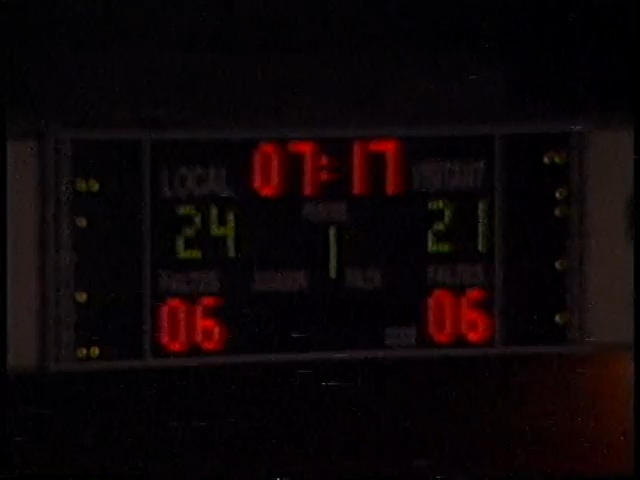 LOCAL 07:17 VISITANT
24 1 21
FALTES FALTES
06 06